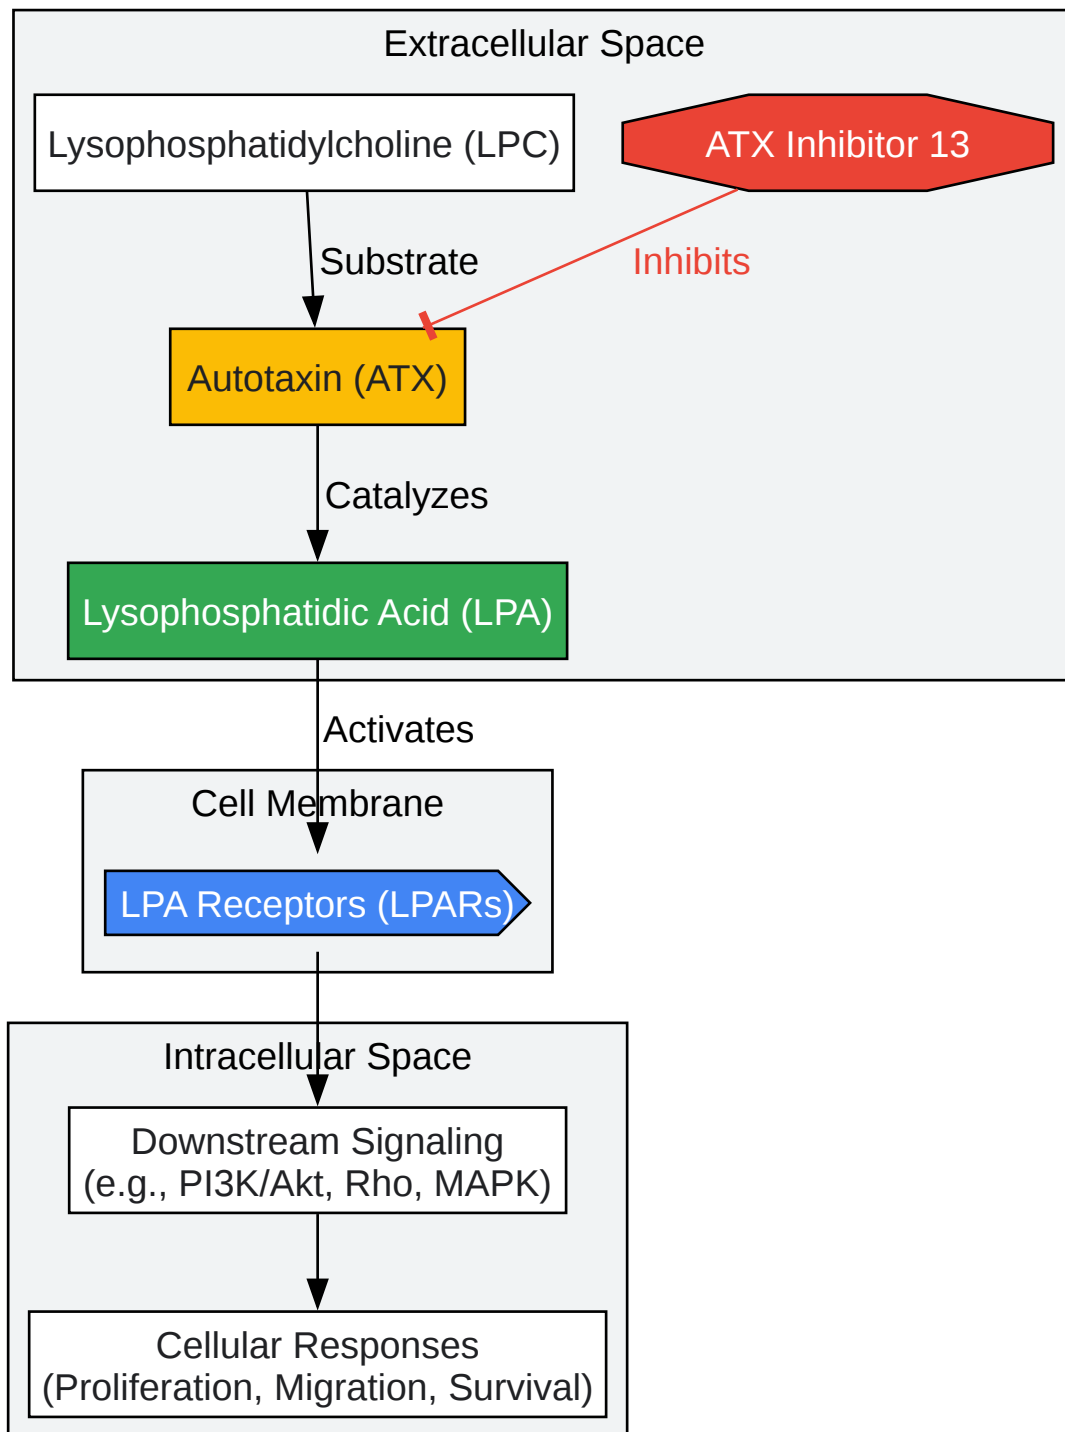 Extracellular Space
Lysophosphatidylcholine (LPC)
ATX Inhibitor 13
Substrate
Inhibits
Autotaxin (ATX)
Catalyzes
Lysophosphatidic Acid (LPA)
Activates
Cell Membrane
LPA Receptors (LPARs)
Intracellular Space
Downstream Signaling
(e.g., PI3K/Akt, Rho, MAPK)
Cellular Responses
(Proliferation, Migration, Survival)